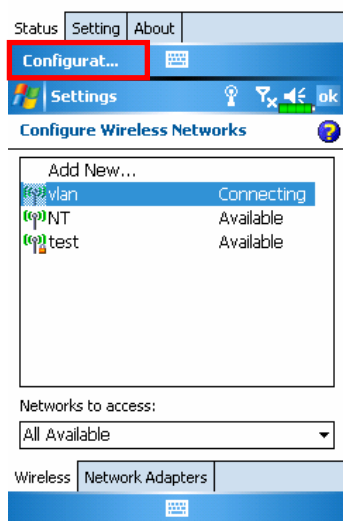 Status Setting About
Configurat...
Settings ok
Configure Wireless Networks ?
Add New...
vlan Connecting
NT Available
test Available
Networks to access:
All Available
Wireless Network Adapters